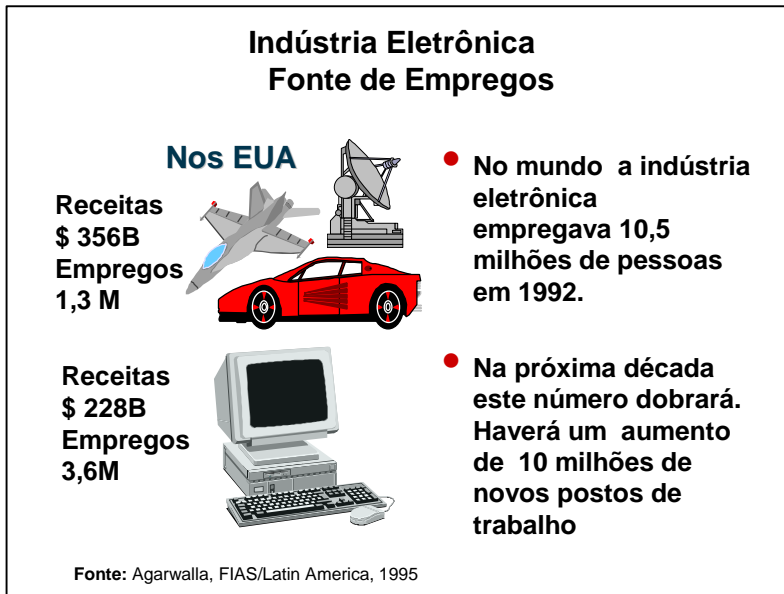 Indústria Eletrônica
Fonte de Empregos
Nos EUA
Receitas
$ 356B
Empregos
1,3 M
Receitas
$ 228B
Empregos
3,6M
• No mundo a indústria
eletrônica
empregava 10,5
milhões de pessoas
em 1992.
• Na próxima década
este número dobrará.
Haverá um aumento
de 10 milhões de
novos postos de
trabalho
Fonte: Agarwalla, FIAS/Latin America, 1995